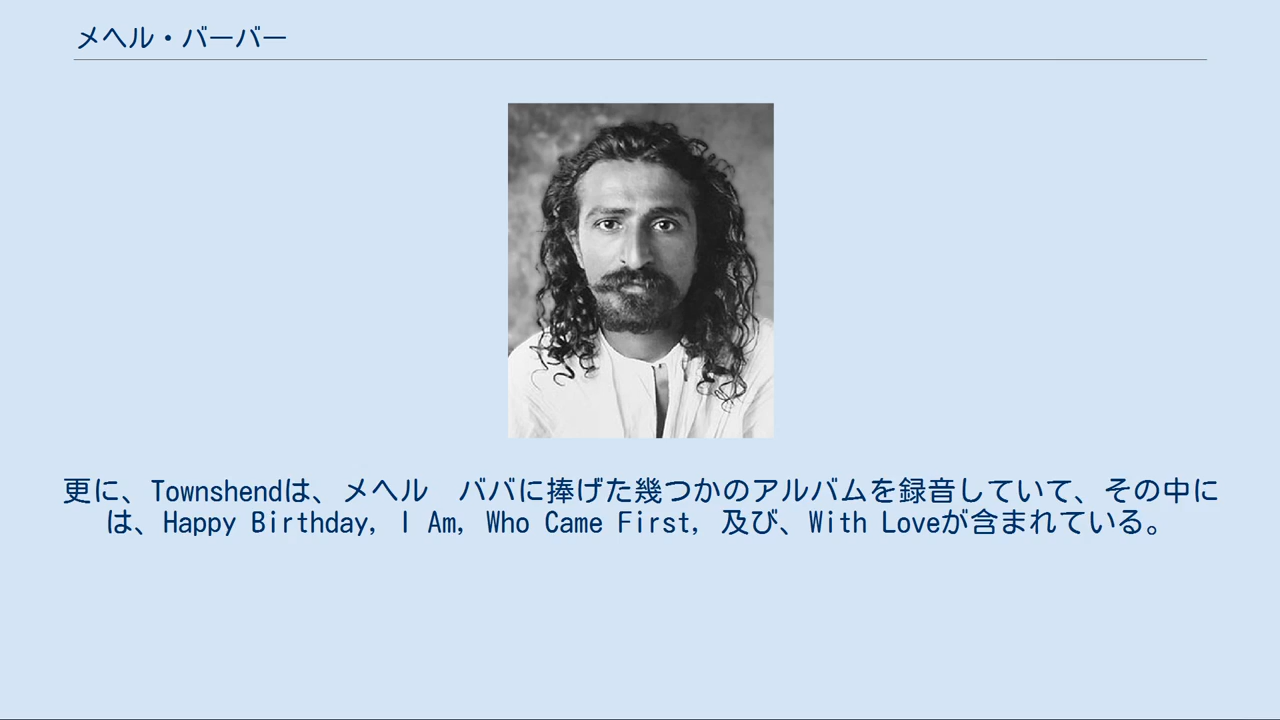 メヘル・バーバー
更に、Townshendは、メヘル　ババに捧げた幾つかのアルバムを録音していて、その中に
は、Happy Birthday, I Am, Who Came First, 及び、With Loveが含まれている。